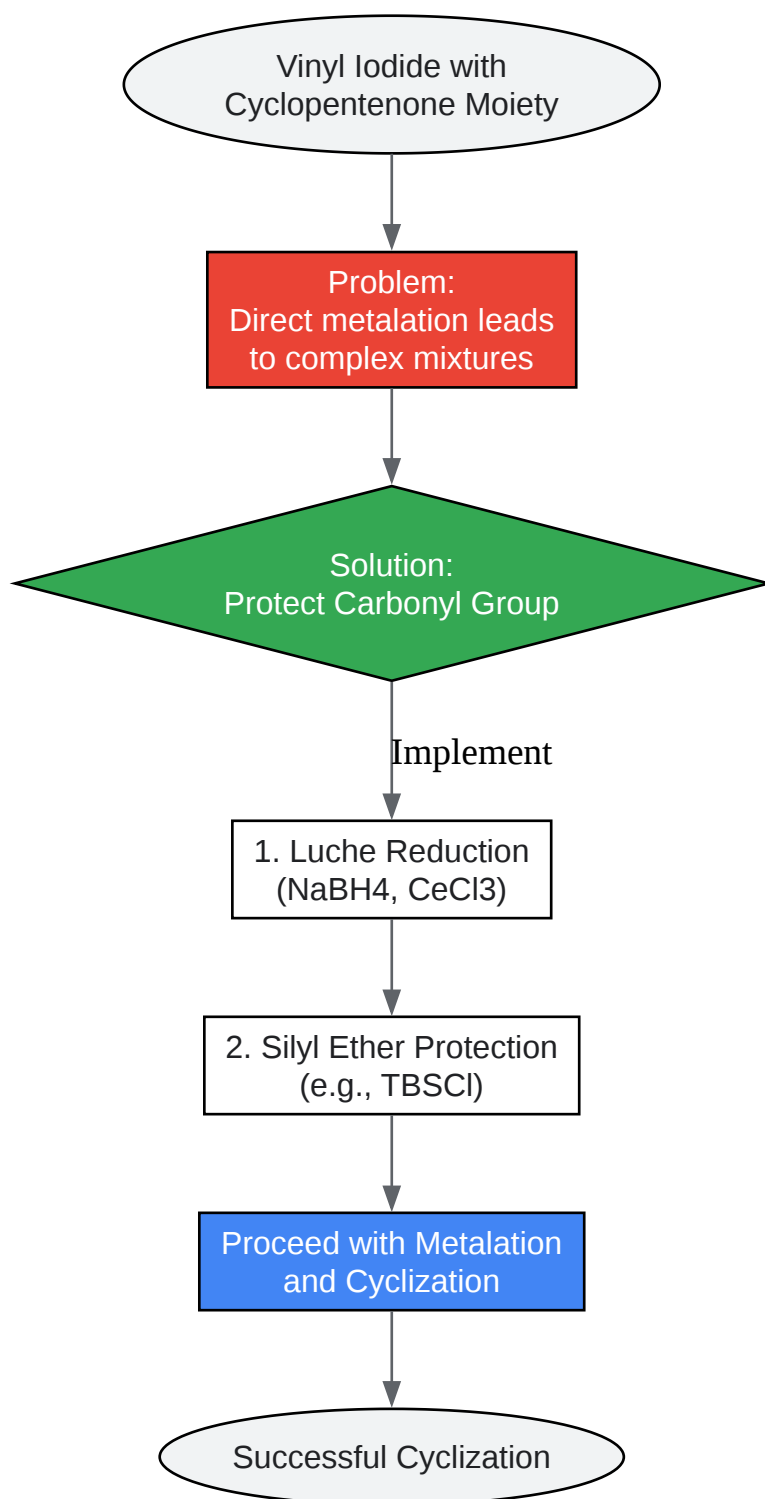 Vinyl Iodide with
Cyclopentenone Moiety
Problem:
Direct metalation leads
to complex mixtures
Solution:
Protect Carbonyl Group
Implement
1. Luche Reduction
(NaBH4, CeCl3)
2. Silyl Ether Protection
(e.g., TBSCl)
Proceed with Metalation
and Cyclization
Successful Cyclization